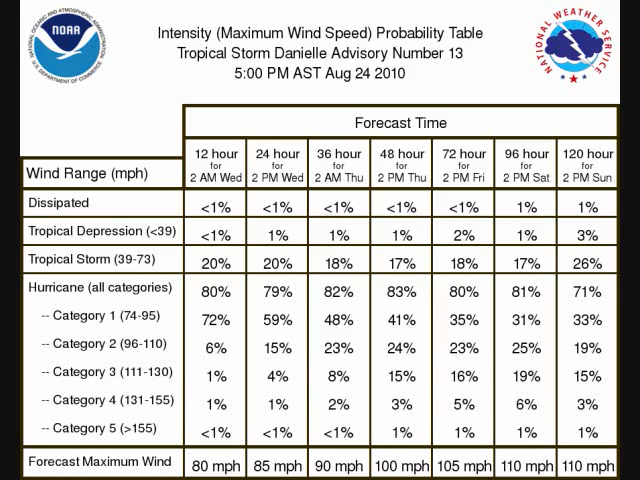 NATIONAL OCEANIC AND ATMOSPHERIC ADMINISTRATION
NOAA
U.S. DEPARTMENT OF COMMERCE
Intensity (Maximum Wind Speed) Probability Table
Tropical Storm Danielle Advisory Number 13
5:00 PM AST Aug 24 2010
NATIONAL WEATHER SERVICE
Forecast Time
Wind Range (mph) 12 hour 24 hour 36 hour 48 hour 72 hour 96 hour 120 hour
for for for for for for for
2 AM Wed 2 PM Wed 2 AM Thu 2 PM Thu 2 PM Fri 2 PM Sat 2 PM Sun
Dissipated <1% <1% <1% <1% <1% 1% 1%
Tropical Depression (<39) <1% 1% 1% 1% 2% 1% 3%
Tropical Storm (39-73) 20% 20% 18% 17% 18% 17% 26%
Hurricane (all categories) 80% 79% 82% 83% 80% 81% 71%
-- Category 1 (74-95) 72% 59% 48% 41% 35% 31% 33%
-- Category 2 (96-110) 6% 15% 23% 24% 23% 25% 19%
-- Category 3 (111-130) 1% 4% 8% 15% 16% 19% 15%
-- Category 4 (131-155) 1% 1% 2% 3% 5% 6% 3%
-- Category 5 (>155) <1% <1% <1% 1% 1% 1% 1%
Forecast Maximum Wind 80 mph 85 mph 90 mph 100 mph 105 mph 110 mph 110 mph